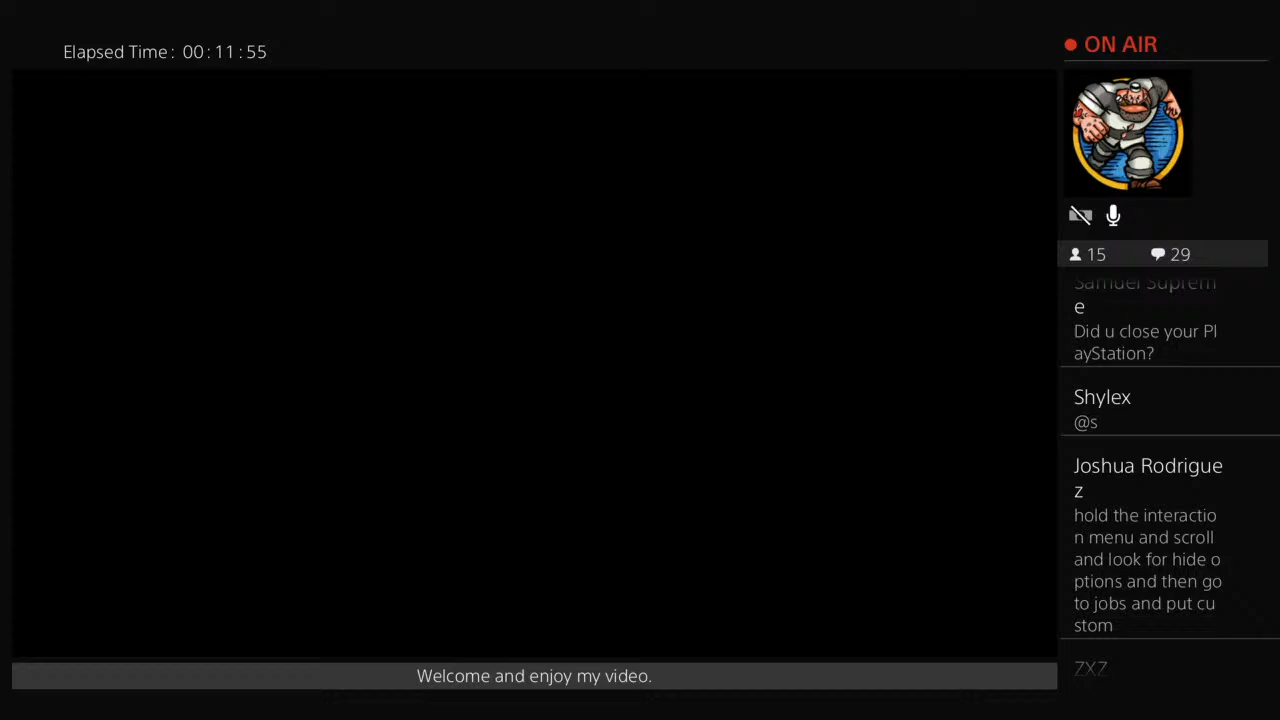 Elapsed Time: 00:11:55
ON AIR
15 29
Samuel Suprem
e
Did u close your Pl
ayStation?
Shylex
@s
Joshua Rodrigue
z
hold the interactio
n menu and scroll
and look for hide o
ptions and then go
to jobs and put cu
stom
ZXZ
Welcome and enjoy my video.